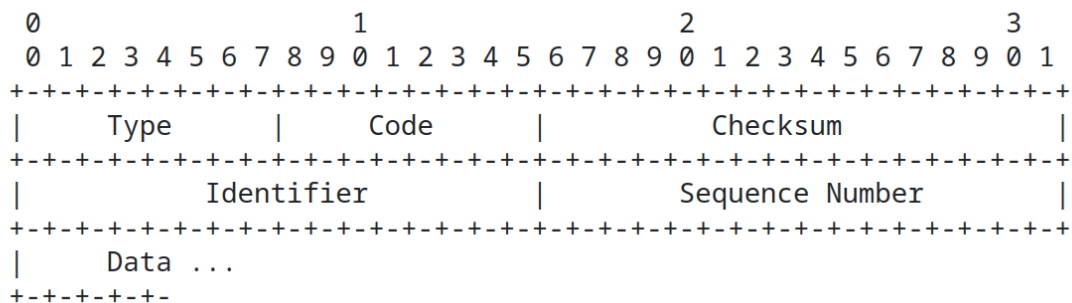 0                   1                   2                   3
 0 1 2 3 4 5 6 7 8 9 0 1 2 3 4 5 6 7 8 9 0 1 2 3 4 5 6 7 8 9 0 1
+-+-+-+-+-+-+-+-+-+-+-+-+-+-+-+-+-+-+-+-+-+-+-+-+-+-+-+-+-+-+-+-+
|     Type      |     Code      |          Checksum             |
+-+-+-+-+-+-+-+-+-+-+-+-+-+-+-+-+-+-+-+-+-+-+-+-+-+-+-+-+-+-+-+-+
|           Identifier          |        Sequence Number        |
+-+-+-+-+-+-+-+-+-+-+-+-+-+-+-+-+-+-+-+-+-+-+-+-+-+-+-+-+-+-+-+-+
|     Data ...
+-+-+-+-+-